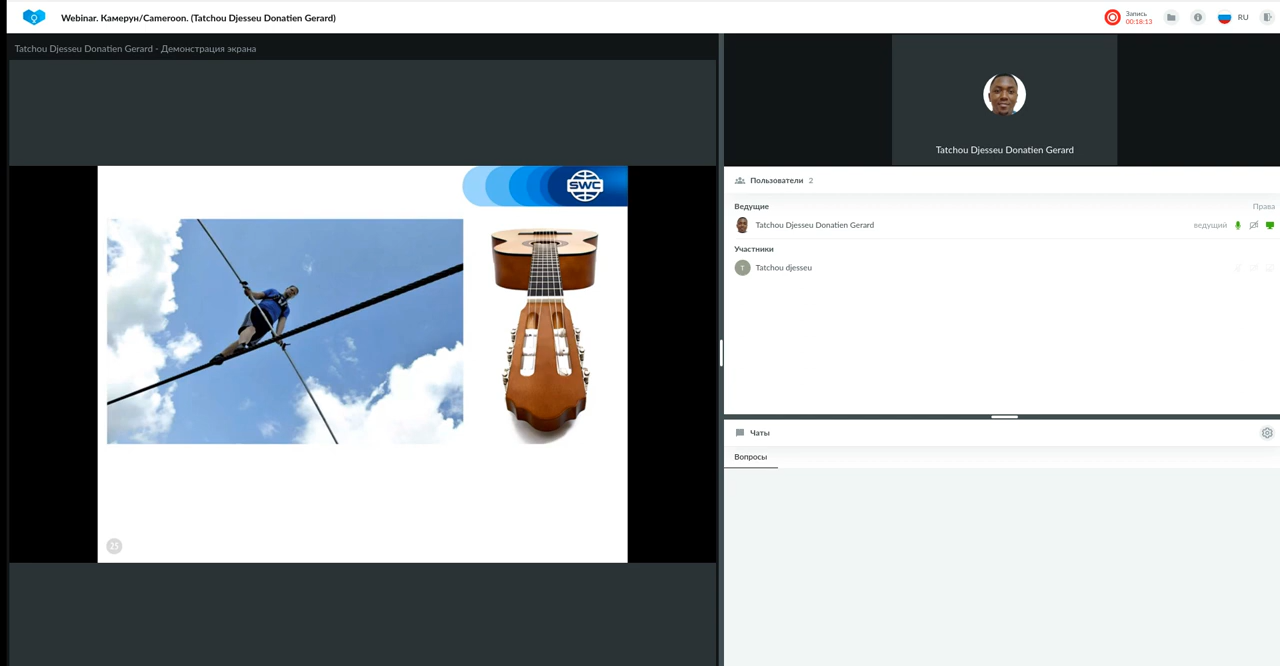 Webinar. Камерун/Cameroon. (Tatchou Djesseu Donatien Gerard)
Запись
00:18:13
RU
Tatchou Djesseu Donatien Gerard - Демонстрация экрана
SWC
25
Tatchou Djesseu Donatien Gerard
Пользователи 2
Ведущие Права
Tatchou Djesseu Donatien Gerard ведущий
Участники
T Tatchou djesseu
Чаты
Вопросы